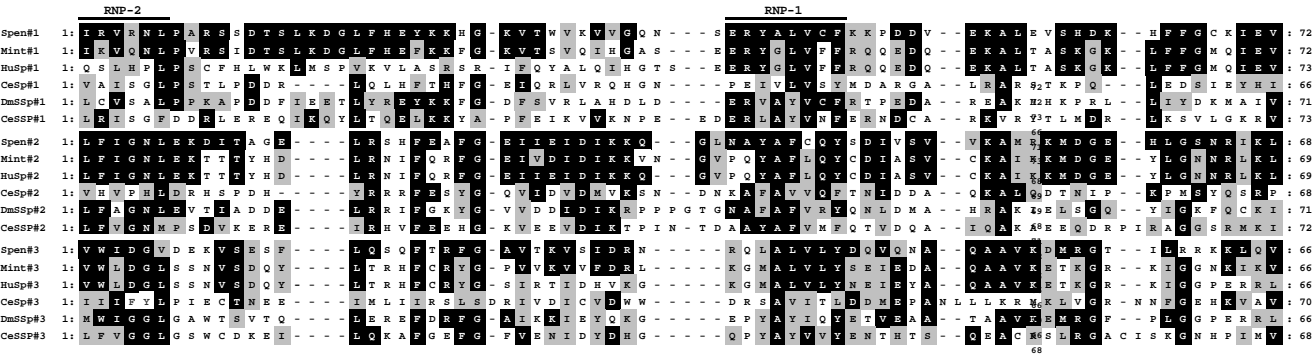 RNP-2 RNP-1
Spen#1 1: I R V R N L P A R S S D T S L K D G L F H E Y K K H G - K V T W V K V V G Q N - - - S E R Y A L V C F K K P D D V - - E K A L E V S H D K - - H F F G C K I E V : 72
Mint#1 1: I K V Q N L P V R S I D T S L K D G L F H E F K K F G - K V T S V Q I H G A S - - - E E R Y G L V F F R Q Q E D Q - - E K A L T A S K G K - - L F F G M Q I E V : 72
HuSp#1 1: Q S L H P L P S C F H L W K L M S P V K V L A S R S R - I F Q Y A L Q I H G T S - - E E R Y G L V F F R Q Q E D Q - - E K A L T A S K G K - - L F F G M Q I E V : 73
CeSp#1 1: V A I S G L P S T L P D D R - - - L Q L H F T H F G - E I Q R L V R Q H G N - - - - P E I V L V S Y M D A R G A - - L R A R T K P Q - - - L E D S I E Y H I : 66
DmSSp#1 1: L C V S A L P P K A P D D F I E E T L Y R E Y K K F G - D F S V R L A H D L D - - - - E R V A Y V C F R T P E D A - - R E A K H K P R L - - L I Y D K M A I V : 71
CeSSP#1 1: L R I S G F D D R L E R E Q I K Q Y L T Q E L K K Y A - P F E I K V V K N P E - - - E D R L A Y V N F E R N D C A - - R K V R T L M D R - - L K S V L G K R V : 73
Spen#2 1: L F I G N L E K D I T A G E - - - - L R S H F E A F G - E I I E I D I K K Q - - - G L N A Y A F C Q Y S D I V S V - - V K A M K M D G E - - H L G S N R I K L : 68
Mint#2 1: L F I G N L E K T T T Y H D - - - - L R N I F Q R F G - E I V D I D I K K V N - - G V P Q Y A F L Q Y C D I A S V - - C K A I K M D G E - - Y L G N N R L K L : 69
HuSp#2 1: L F I G N L E K T T T Y H D - - - - L R N I F Q R F G - E I I E I D I K K Q - - - G V P Q Y A F L Q Y C D I A S V - - C K A I K M D G E - - Y L G N N R L K L : 69
CeSp#2 1: V H V P H L D R H S P D H - - - - Y R R R F E S Y G - Q V I D V D M V K S N - - D N K A F A V V Q F T N I D D A - - Q K A L Q D T N I P - - K P M S Y Q S R P : 68
DmSSp#2 1: L F A G N L E V T I A D D E - - - - L R R I F G K Y G - V V D D I D I K R P P P G T G N A F A F V R Y Q N L D M A - - H R A K E L S G Q - - Y I G K F Q C K I : 71
CeSSP#2 1: L F V G N M P S D V K E R E - - - - I R H V F E E H G - K V E E V D I K T P I N - - T D A A Y A F V M F Q T V D Q A - - I Q A K E E Q D R P I R A G G S R M K I : 72
Spen#3 1: V W I D G V D E K V S E S F - - - - L Q S Q F T R F G - A V T K V S I D R N - - - - - R Q L A L V L Y D Q V Q N A - - Q A A V K D M R G T - - I L R R K K L Q V : 66
Mint#3 1: V W L D G L S S N V S D Q Y - - - - L T R H F C R Y G - P V V K V V F D R L - - - - - K G M A L V L Y S E I E D A - - Q A A V K E T K G R - - K I G G N K I K V : 66
HuSp#3 1: V W L D G L S S N V S D Q Y - - - - L T R H F C R Y G - S I R T I D H V K G - - - - - K G M A L V L Y N E I E Y A - - Q A A V K E T K G R - - K I G G P E R R L : 66
CeSp#3 1: I I I F Y L P I E C T N E E - - - - I M L I I R S L S D R I V D I C V D W W - - - - - D R S A V I T L D D M E P A N L L L K R M K L V G R - N N F G E H K V A V : 70
DmSSp#3 1: M W I G G L G A W T S V T Q - - - - L E R E F D R F G - A I K K I E Y Q K G - - - - - E P Y A Y I Q Y E T V E A A - - T A A V K E M R G F - - P L G G P E R R L : 66
CeSSP#3 1: L F V G G L G S W C D K E I - - - - L Q K A F G E F G - F V E N I D Y D H G - - - - - Q P Y A Y V V Y E N T H T S - - Q E A C S L R G A C I S K G N H P I M V : 68